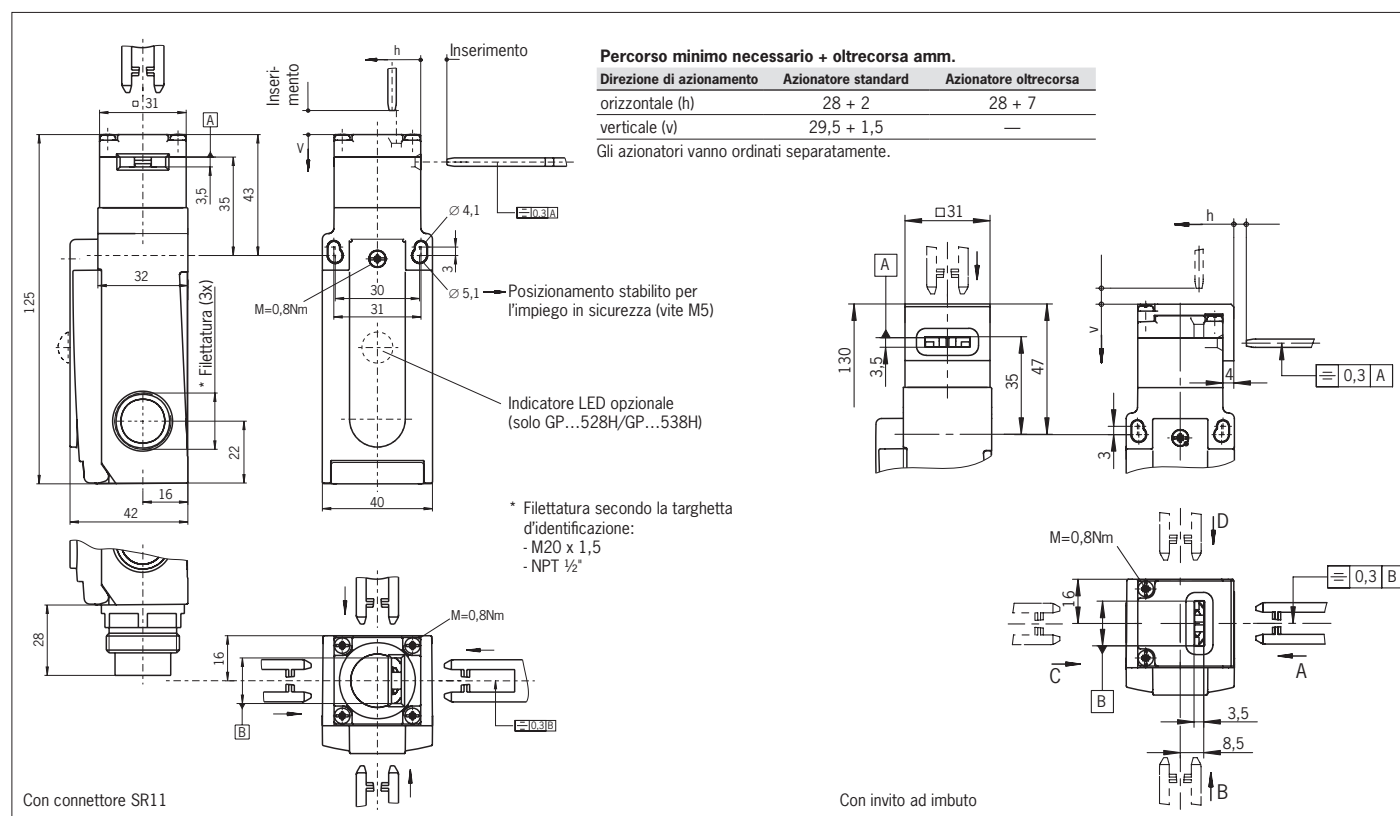 Percorso minimo necessario + oltrecorsa amm.
Direzione di azionamento Azionatore standard Azionatore oltrecorsa
orizzontale (h) 28 + 2 28 + 7
verticale (v) 29,5 + 1,5 —
Gli azionatori vanno ordinati separatamente.
□ 31
A
3,5
35
43
125
32
* Filettatura (3x)
22
16
42
28
Con connettore SR11
Inseri-
mento
h
Inserimento
v
⌯ 0,3 A
∅ 4,1
3
∅ 5,1
Posizionamento stabilito per
l'impiego in sicurezza (vite M5)
M=0,8Nm
30
31
Indicatore LED opzionale
(solo GP…528H/GP…538H)
40
* Filettatura secondo la targhetta
d'identificazione:
- M20 x 1,5
- NPT ½"
M=0,8Nm
16
B
⌯ 0,3 B
□31
A
130
3,5
35
47
h
v
4
⌯ 0,3 A
3
D
M=0,8Nm
16
⌯ 0,3 B
C
A
B
3,5
8,5
B
Con invito ad imbuto